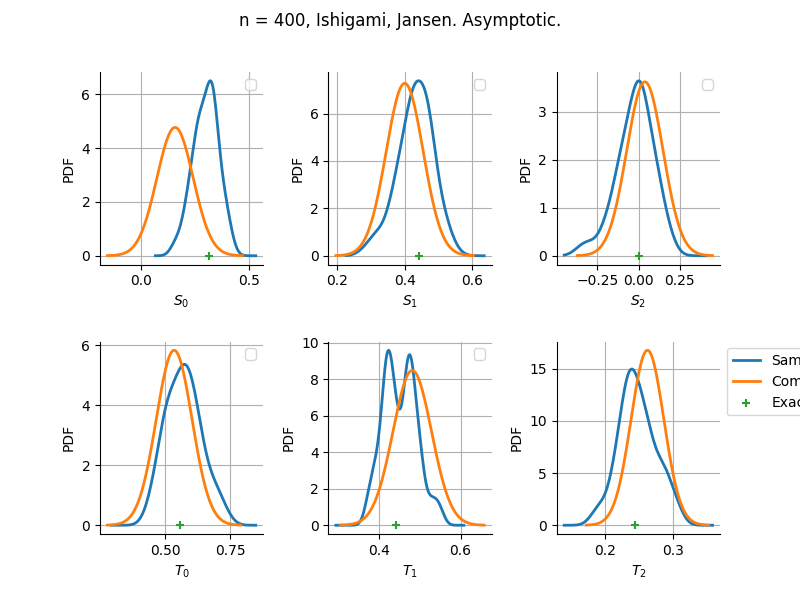 n = 400, Ishigami, Jansen. Asymptotic.
PDF
6
4
2
0
0.0
0.5
S₀
PDF
6
4
2
0
0.2
0.4
0.6
S₁
PDF
3
2
1
0
−0.25
0.00
0.25
S₂
PDF
6
4
2
0
0.50
0.75
T₀
PDF
10
8
6
4
2
0
0.4
0.6
T₁
PDF
15
10
5
0
0.2
0.3
T₂
Sam
Com
Exac